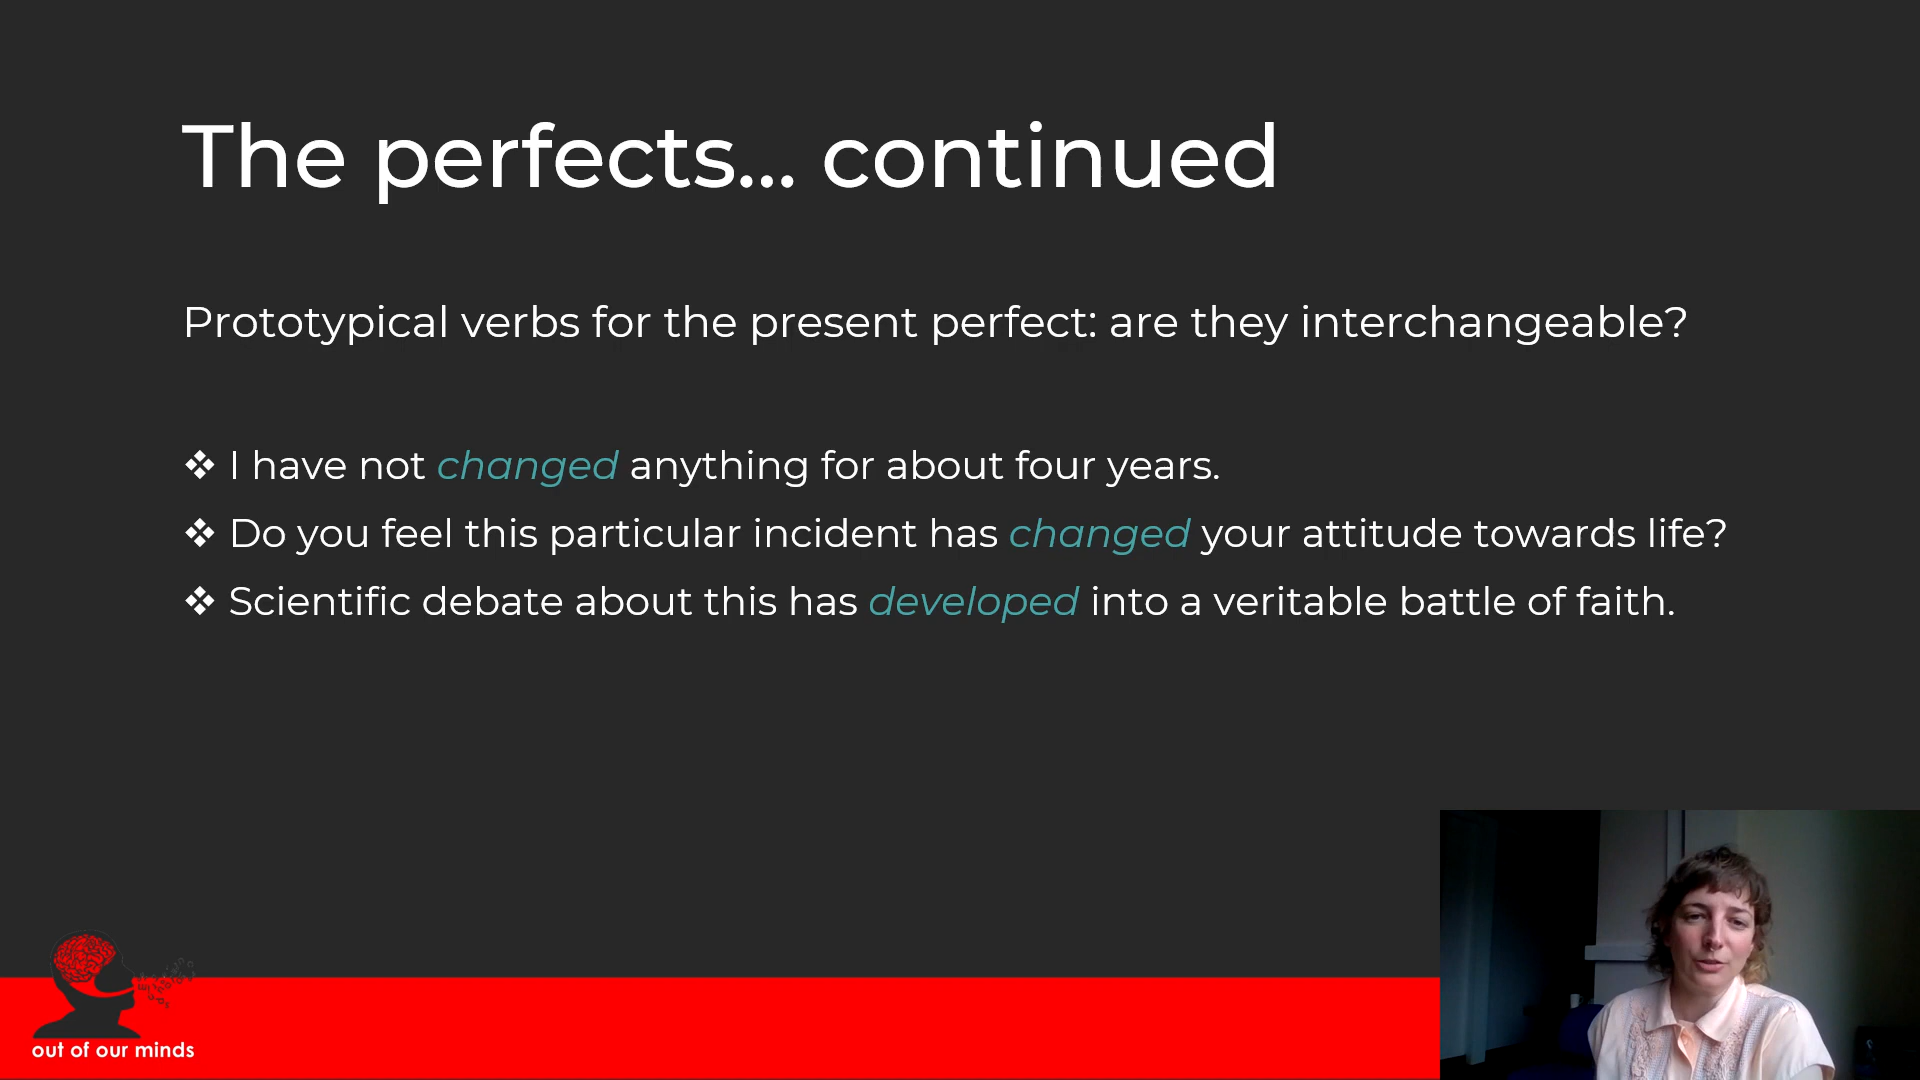 The perfects... continued
Prototypical verbs for the present perfect: are they interchangeable?
❖ I have not changed anything for about four years.
❖ Do you feel this particular incident has changed your attitude towards life?
❖ Scientific debate about this has developed into a veritable battle of faith.
out of our minds